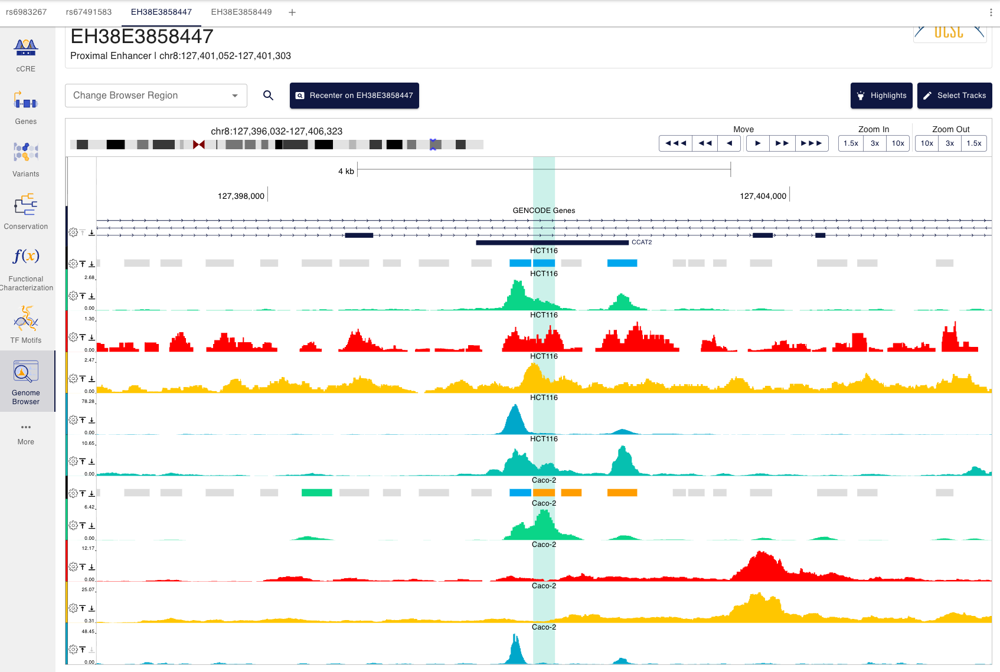 rs6983267 rs67491583 EH38E3858447 EH38E3858449 +
EH38E3858447
Proximal Enhancer | chr8:127,401,052-127,401,303
UCSC
cCRE
Genes
Variants
Conservation
f(x)
Functional
Characterization
TF Motifs
Genome
Browser
More
Change Browser Region
Recenter on EH38E3858447
Highlights
Select Tracks
chr8:127,396,032-127,406,323
Move
Zoom In
1.5x 3x 10x
Zoom Out
10x 3x 1.5x
4 kb
127,398,000
127,404,000
GENCODE Genes
CCAT2
HCT116
HCT116
2.68
0.00
HCT116
1.30
0.00
HCT116
2.47
0.00
HCT116
78.28
0.00
HCT116
10.65
0.00
Caco-2
Caco-2
6.42
0.00
Caco-2
12.17
0.00
Caco-2
25.07
0.31
Caco-2
48.45
0.00